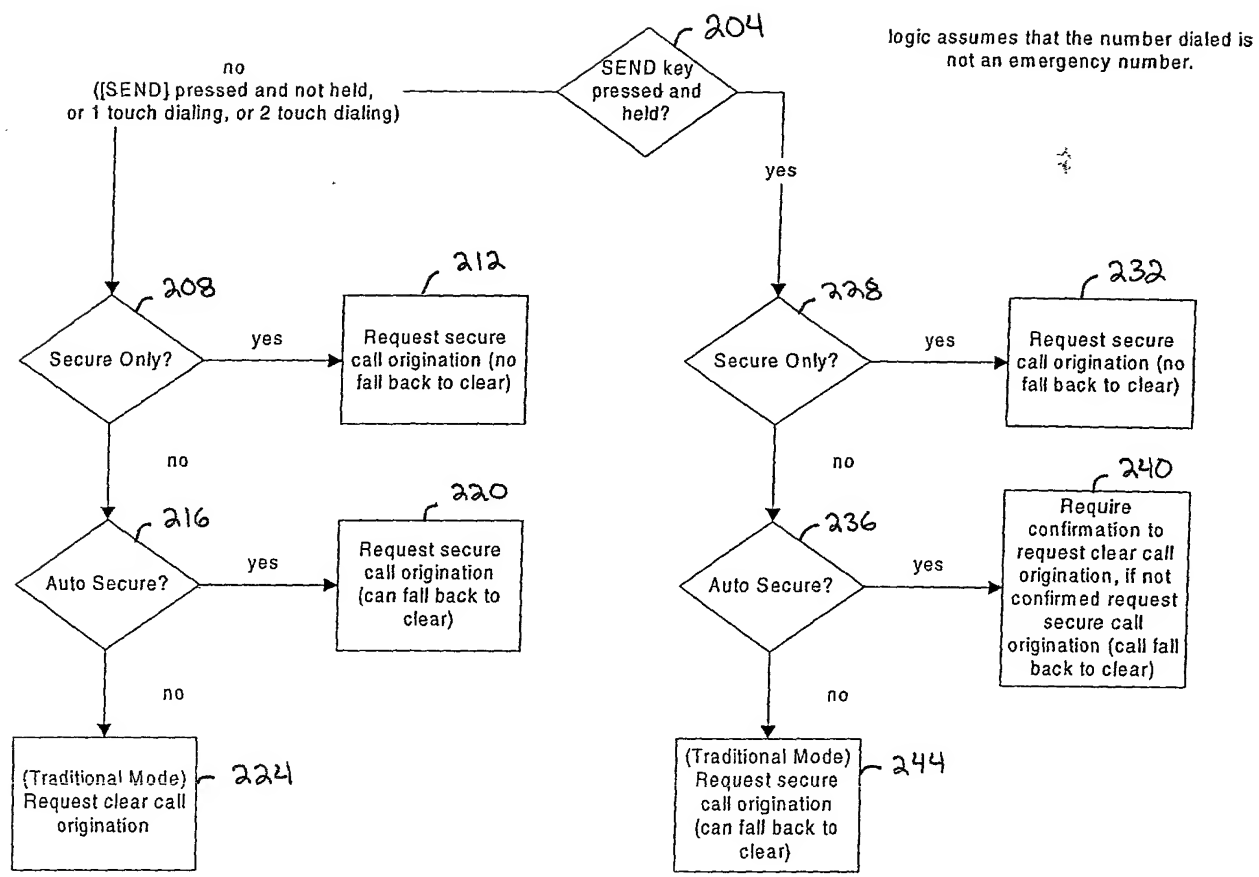 204
SEND key
pressed and
held?
logic assumes that the number dialed is
not an emergency number.
no
([SEND] pressed and not held,
or 1 touch dialing, or 2 touch dialing)
yes
208
Secure Only?
yes
212
Request secure
call origination (no
fall back to clear)
228
Secure Only?
yes
232
Request secure
call origination (no
fall back to clear)
no
no
216
Auto Secure?
yes
220
Request secure
call origination
(can fall back to
clear)
236
Auto Secure?
yes
240
Require
confirmation to
request clear call
origination, if not
confirmed request
secure call
origination (call fall
back to clear)
no
no
(Traditional Mode)
Request clear call
origination
224
(Traditional Mode)
Request secure
call origination
(can fall back to
clear)
244